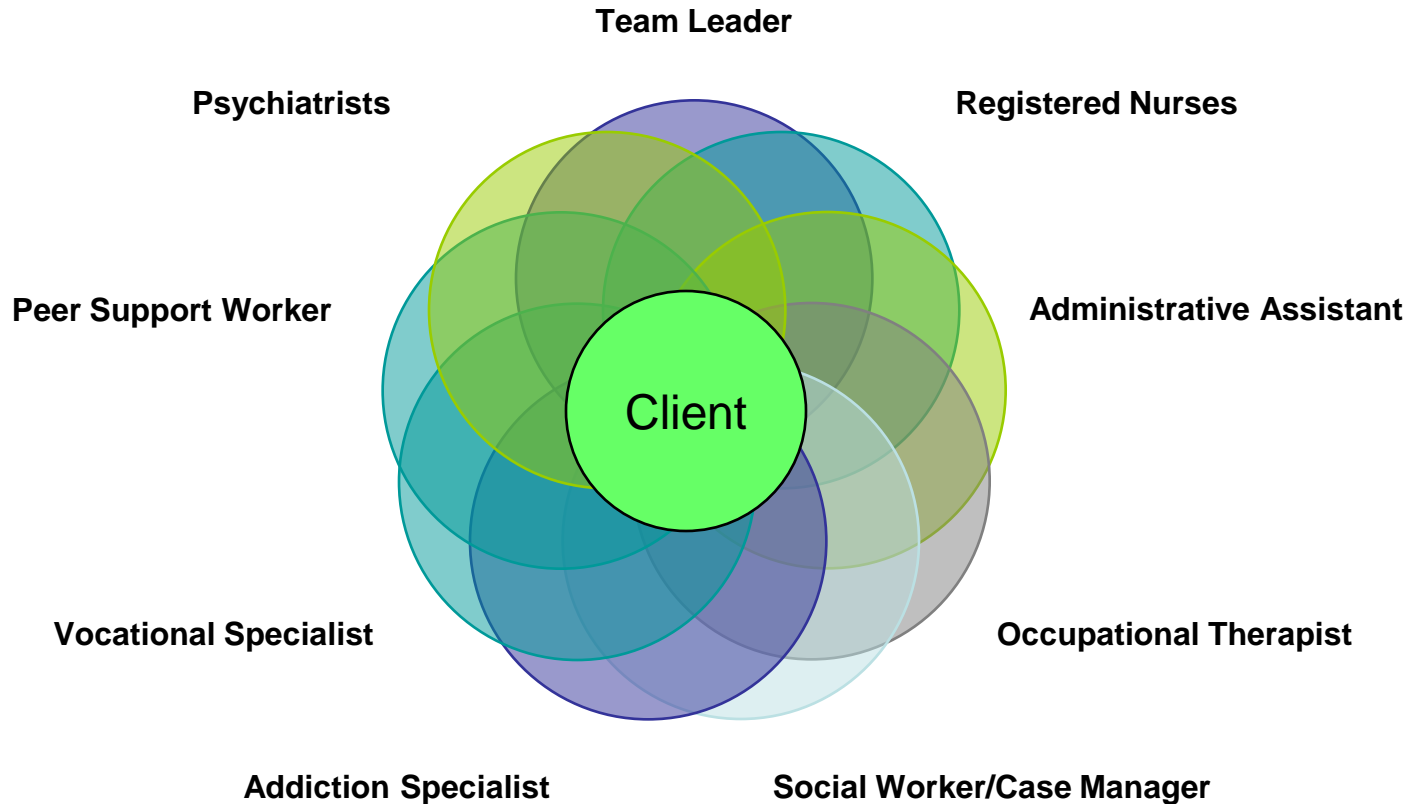 Team Leader
Psychiatrists
Registered Nurses
Peer Support Worker
Administrative Assistant
Client
Vocational Specialist
Occupational Therapist
Addiction Specialist
Social Worker/Case Manager